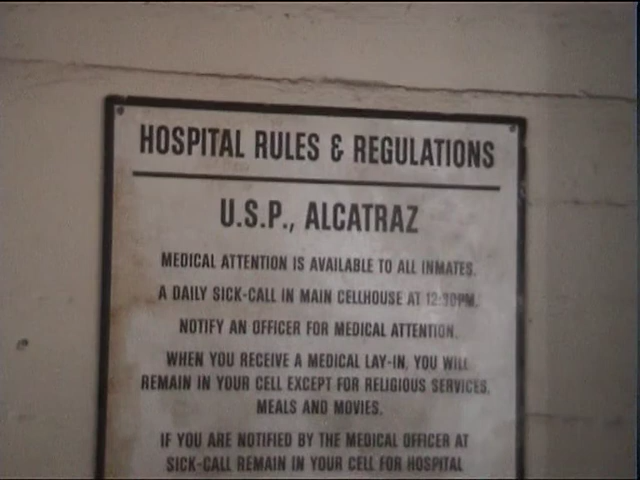 HOSPITAL RULES & REGULATIONS
U.S.P., ALCATRAZ
MEDICAL ATTENTION IS AVAILABLE TO ALL INMATES.
A DAILY SICK-CALL IN MAIN CELLHOUSE AT 12:30PM.
NOTIFY AN OFFICER FOR MEDICAL ATTENTION.
WHEN YOU RECEIVE A MEDICAL LAY-IN, YOU WILL
REMAIN IN YOUR CELL EXCEPT FOR RELIGIOUS SERVICES,
MEALS AND MOVIES.
IF YOU ARE NOTIFIED BY THE MEDICAL OFFICER AT
SICK-CALL REMAIN IN YOUR CELL FOR HOSPITAL